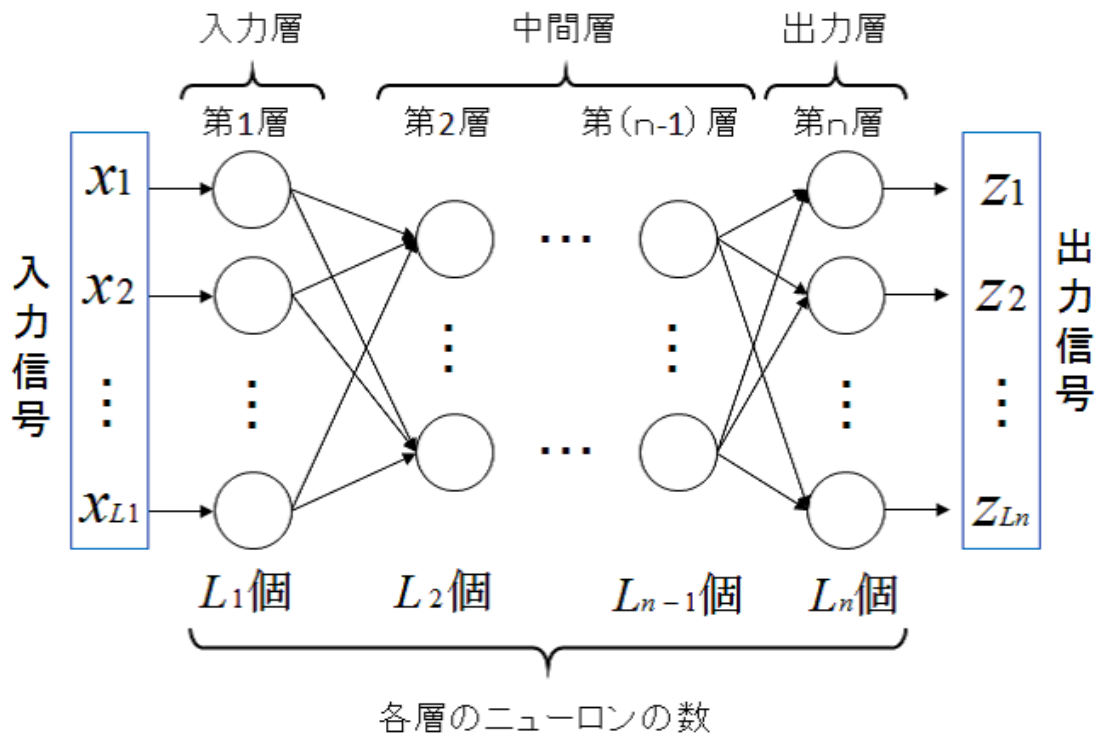 入力層 中間層 出力層
第1層 第2層 第(n-1)層 第n層
x1 z1
x2 … z2
⋮ ⋮ ⋮ ⋮ ⋮ ⋮
…
xL1 zLn
入力信号
出力信号
L1個 L2個 Ln-1個 Ln個
各層のニューロンの数